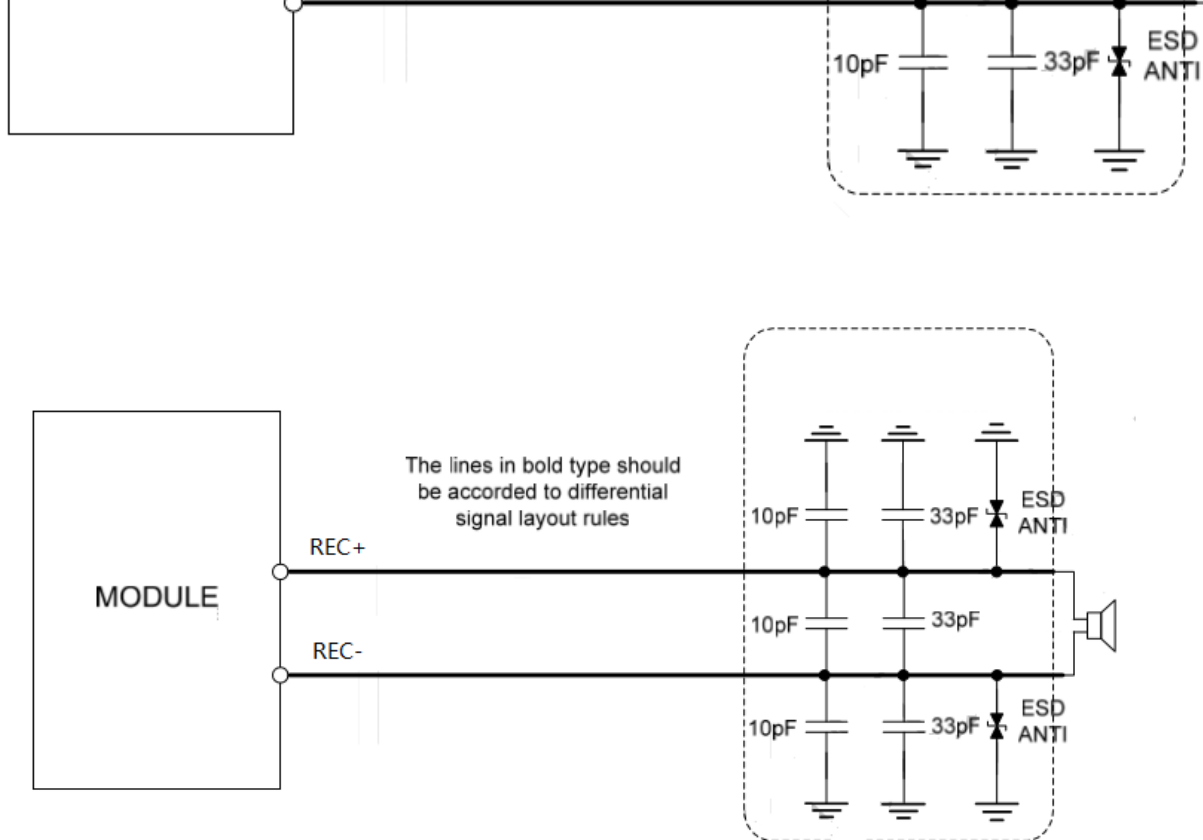 10pF
33pF
ESD
ANTI
The lines in bold type should
be accorded to differential
signal layout rules
10pF
33pF
ESD
ANTI
REC+
MODULE
10pF
33pF
REC-
10pF
33pF
ESD
ANTI